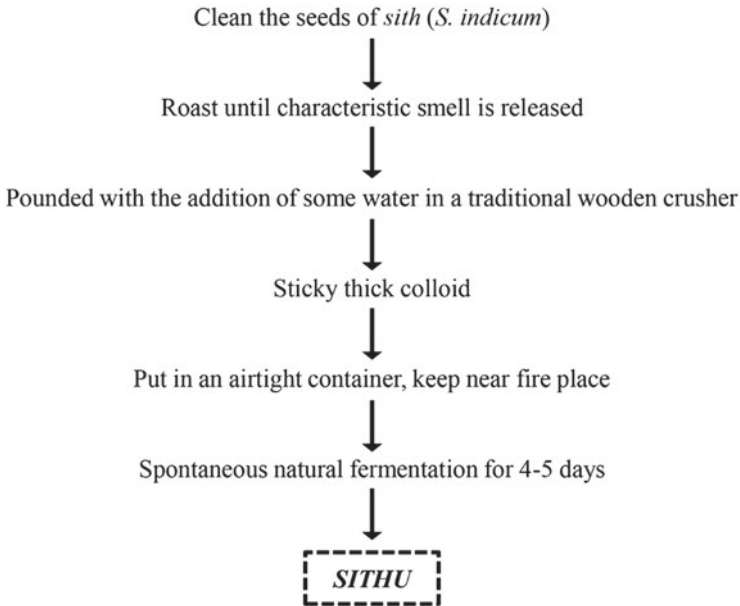 Clean the seeds of sith (S. indicum)
Roast until characteristic smell is released
Pounded with the addition of some water in a traditional wooden crusher
Sticky thick colloid
Put in an airtight container, keep near fire place
Spontaneous natural fermentation for 4-5 days
SITHU